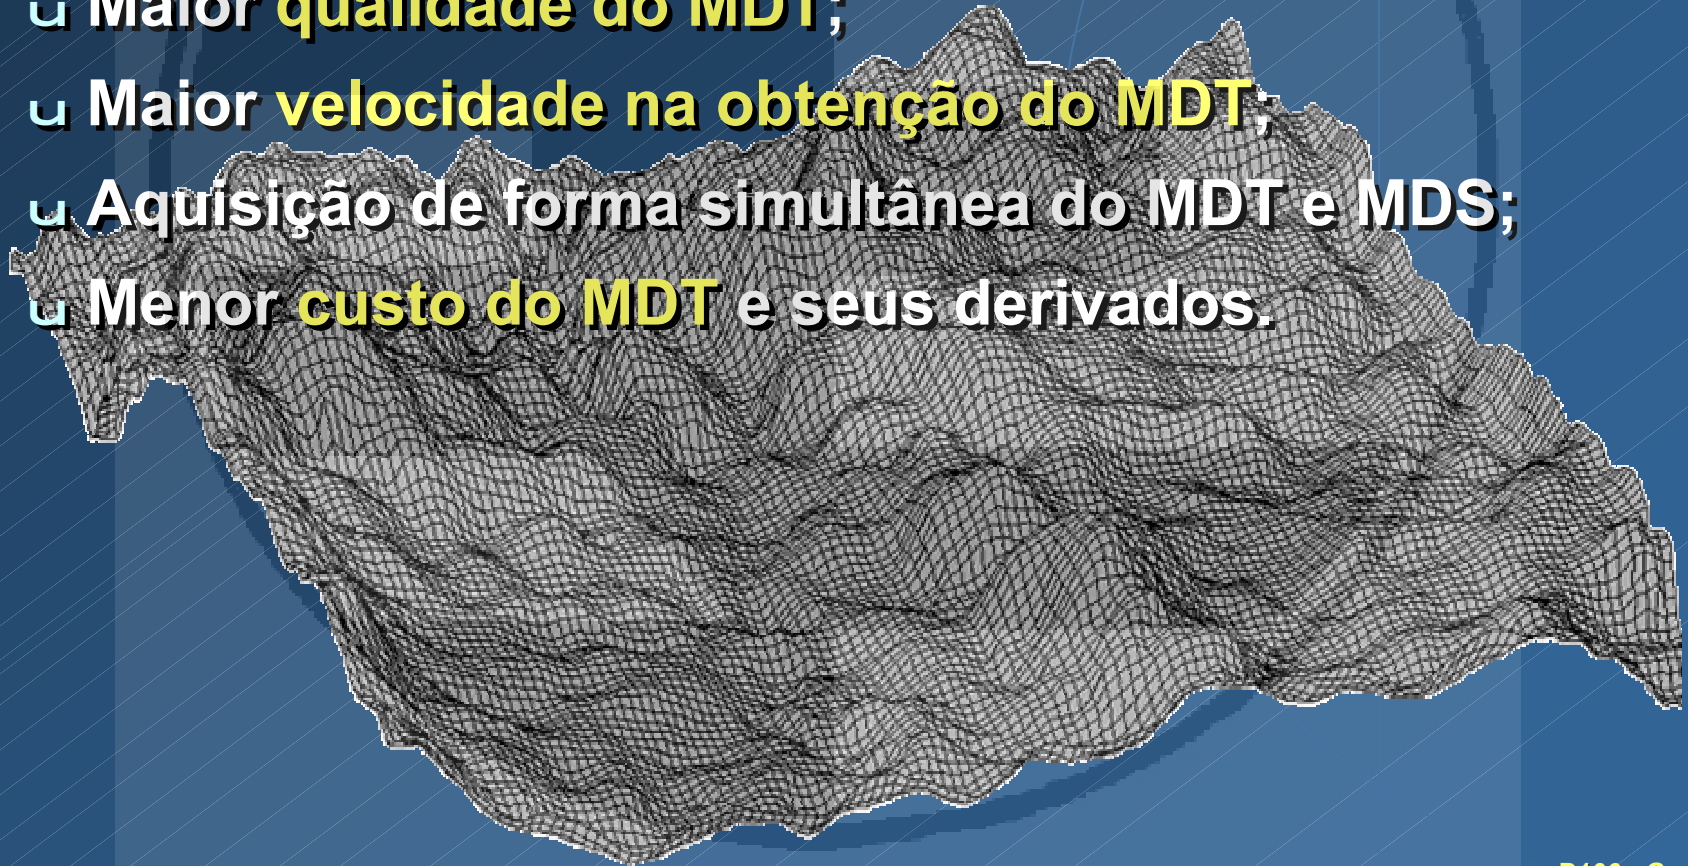 u Maior qualidade do MDT;
u Maior velocidade na obtenção do MDT;
u Aquisição de forma simultânea do MDT e MDS;
u Menor custo do MDT e seus derivados.